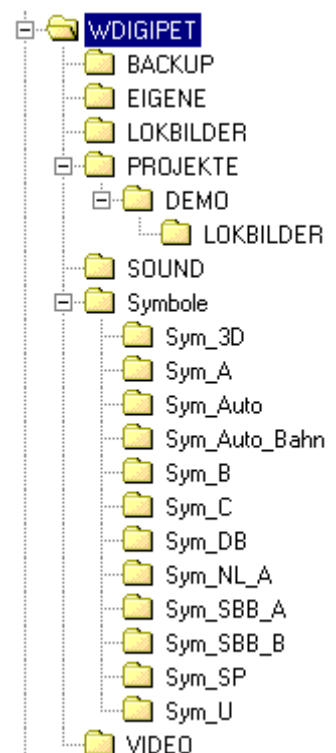 WDIGIPET
BACKUP
EIGENE
LOKBILDER
PROJEKTE
DEMO
LOKBILDER
SOUND
Symbole
Sym_3D
Sym_A
Sym_Auto
Sym_Auto_Bahn
Sym_B
Sym_C
Sym_DB
Sym_NL_A
Sym_SBB_A
Sym_SBB_B
Sym_SP
Sym_U
VIDEO